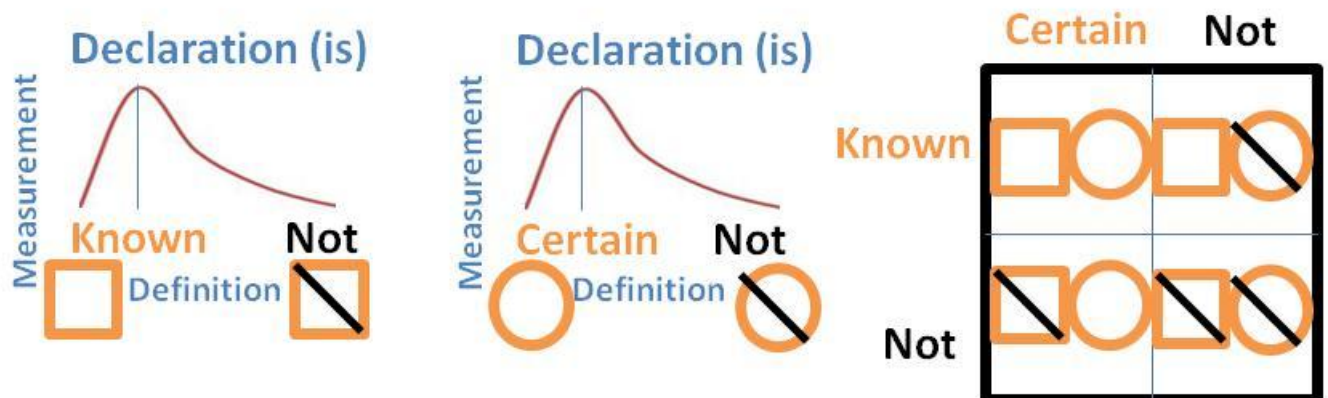 Declaration (is)
Measurement
Known Not
Definition
Declaration (is)
Measurement
Certain Not
Definition
Certain Not
Known
Not